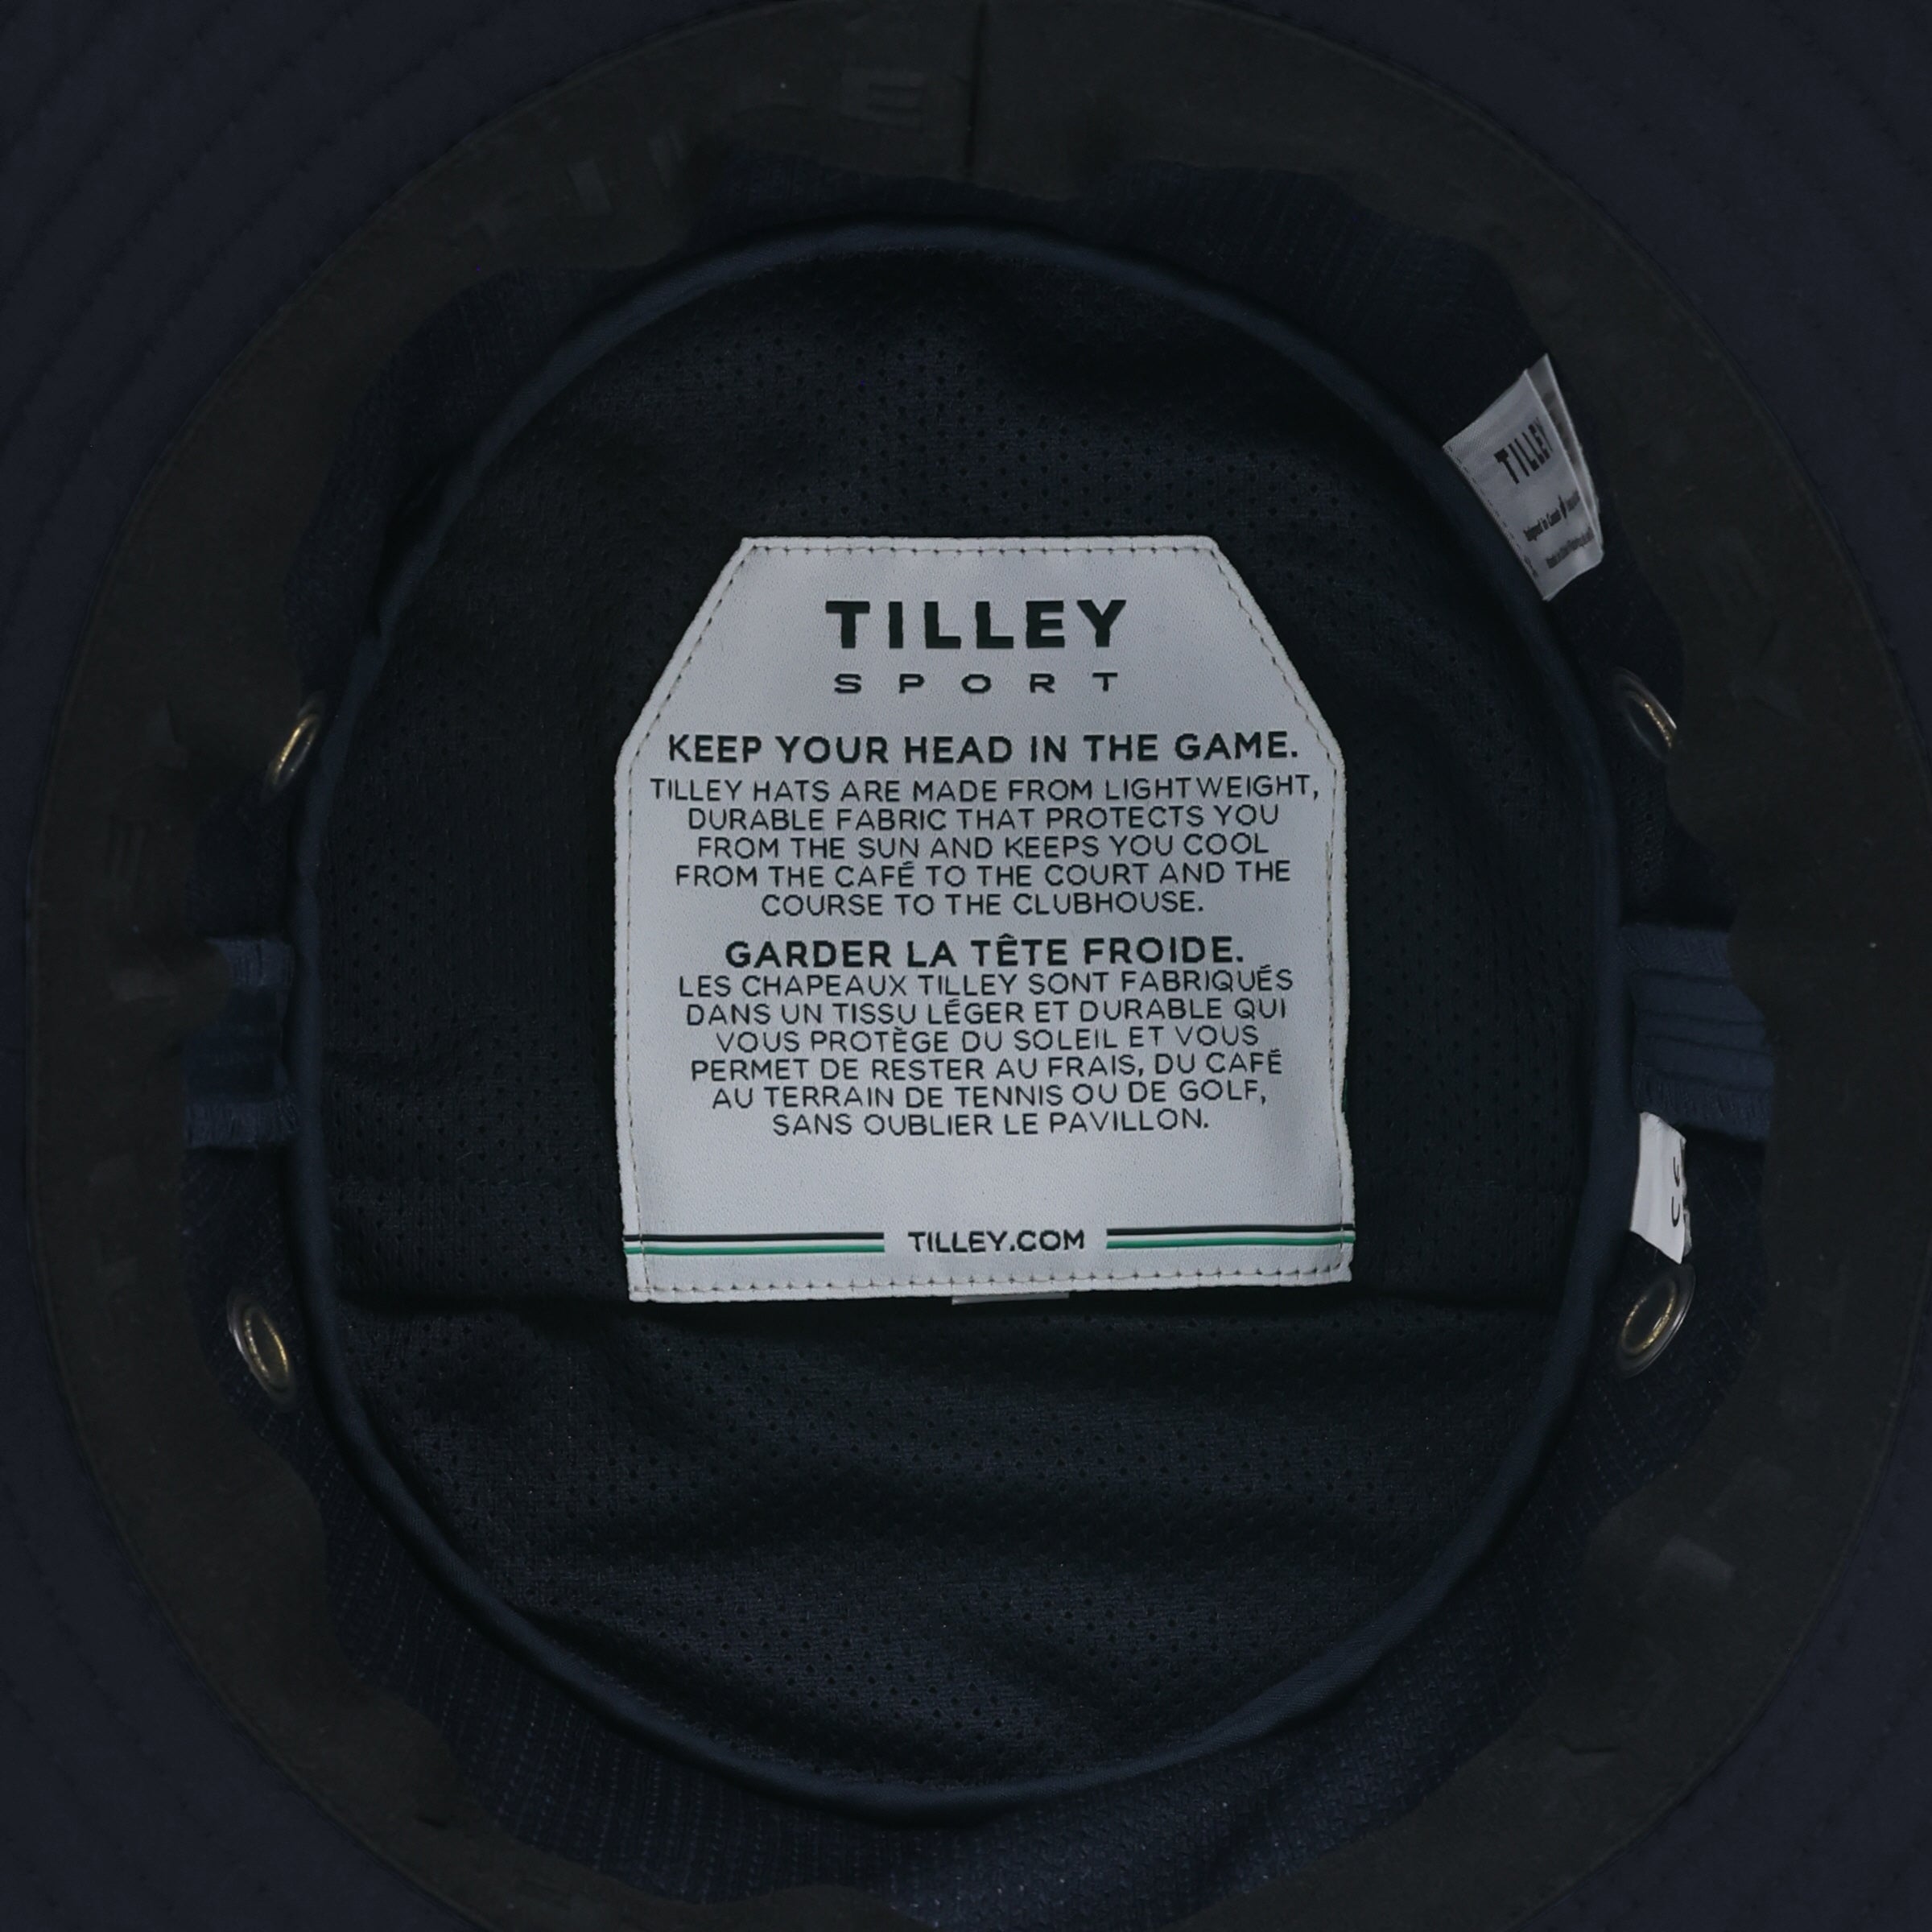 TILLEY
SPORT
KEEP YOUR HEAD IN THE GAME.
TILLEY HATS ARE MADE FROM LIGHTWEIGHT,
DURABLE FABRIC THAT PROTECTS YOU
FROM THE SUN AND KEEPS YOU COOL
FROM THE CAFÉ TO THE COURT AND THE
COURSE TO THE CLUBHOUSE.
GARDER LA TÊTE FROIDE.
LES CHAPEAUX TILLEY SONT FABRIQUÉS
DANS UN TISSU LÉGER ET DURABLE QUI
VOUS PROTÈGE DU SOLEIL ET VOUS
PERMET DE RESTER AU FRAIS, DU CAFÉ
AU TERRAIN DE TENNIS OU DE GOLF,
SANS OUBLIER LE PAVILLON.
TILLEY.COM
TILLEY